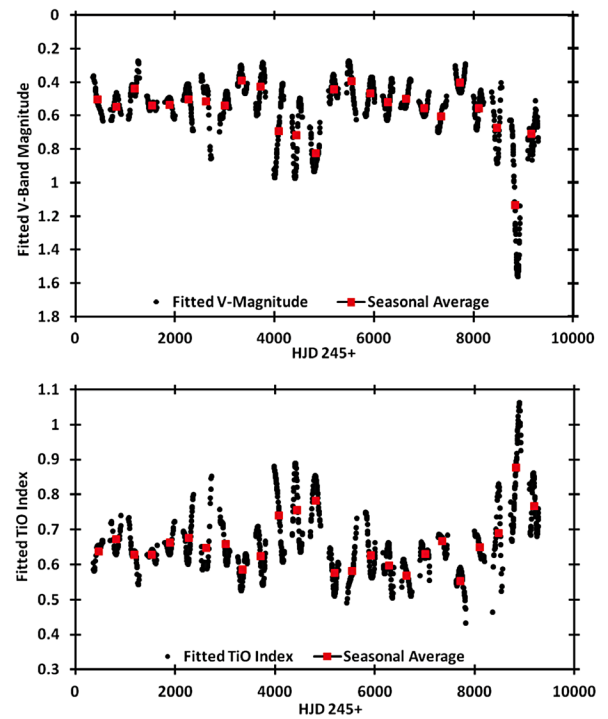 0
0.2
0.4
0.6
0.8
1
1.2
1.4
1.6
1.8
Fitted V-Band Magnitude
Fitted V-Magnitude Seasonal Average
0 2000 4000 6000 8000 10000
HJD 245+
1.1
1
0.9
0.8
0.7
0.6
0.5
0.4
0.3
Fitted TiO Index
Fitted TiO Index Seasonal Average
0 2000 4000 6000 8000 10000
HJD 245+